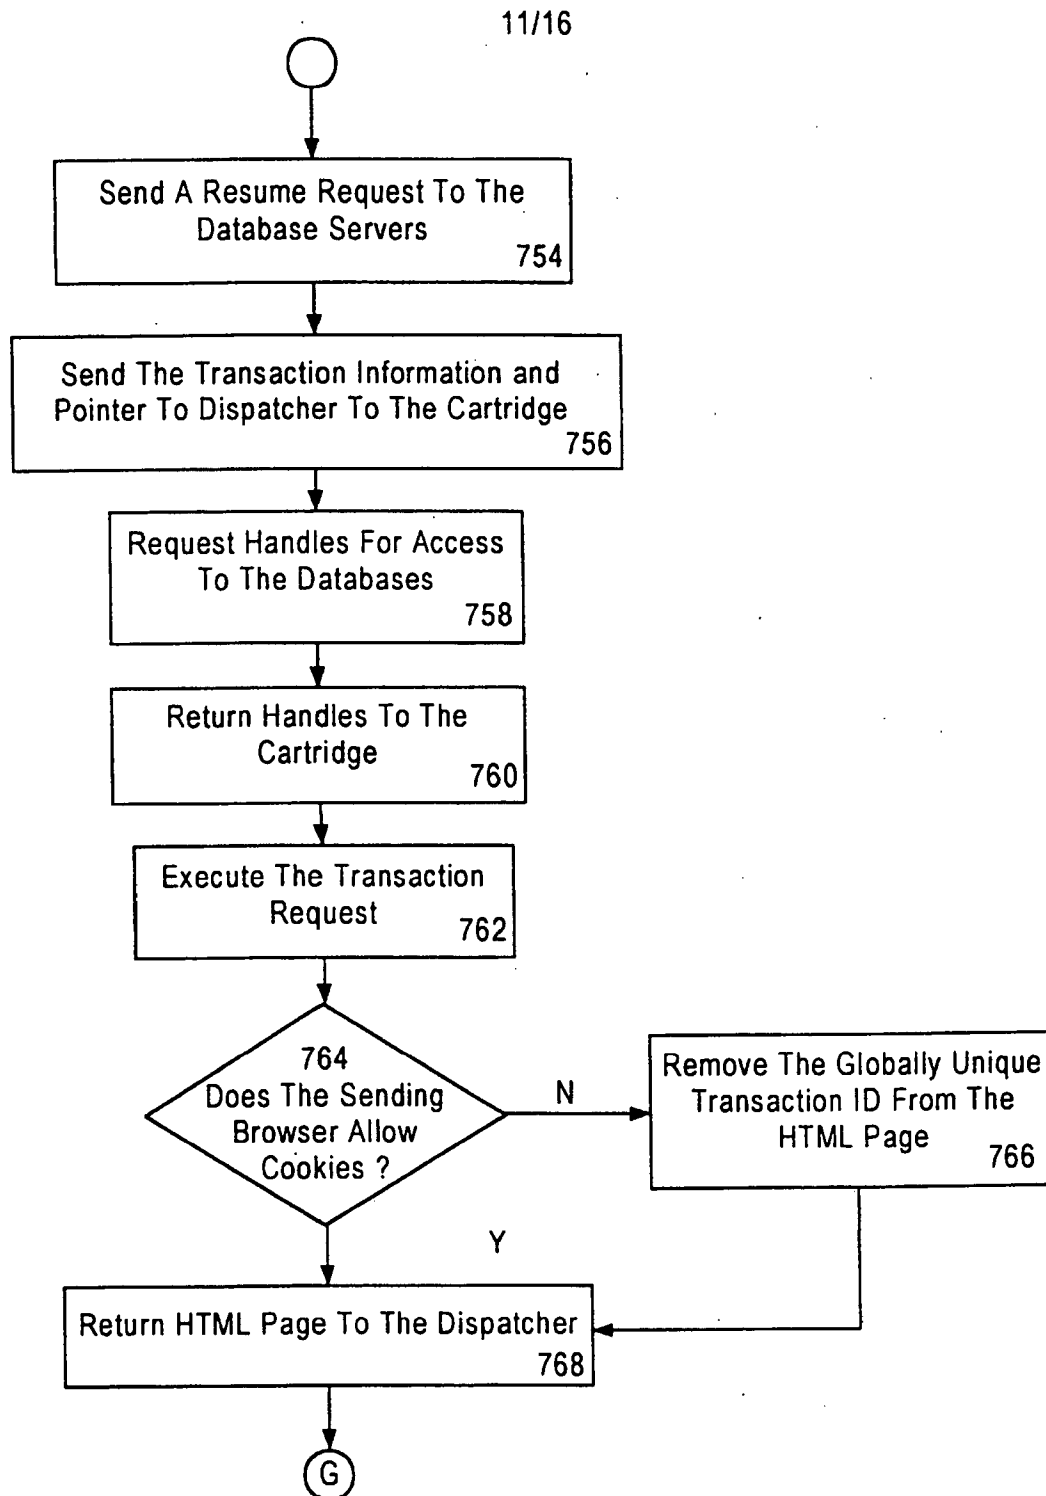 11/16
Send A Resume Request To The
Database Servers
754
Send The Transaction Information and
Pointer To Dispatcher To The Cartridge
756
Request Handles For Access
To The Databases
758
Return Handles To The
Cartridge
760
Execute The Transaction
Request
762
764
Does The Sending
Browser Allow
Cookies ?
N
Remove The Globally Unique
Transaction ID From The
HTML Page
766
Y
Return HTML Page To The Dispatcher
768
G